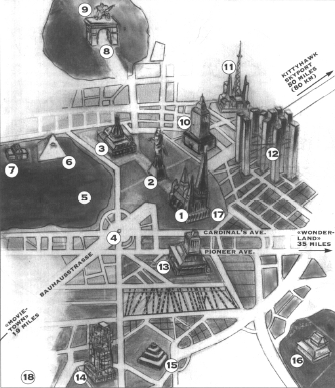 9
8
11
KITTYHAWK
SKYPORT
50 MILES
(80 KM)
10
3
12
7
6
2
5
1
17
4
CARDINAL'S AVE.
«WONDER-
LAND»
35 MILES
PIONEER AVE.
13
BAUHAUSSTRASSE
«MOVIE-
TOWN»
19 MILES
16
15
14
18